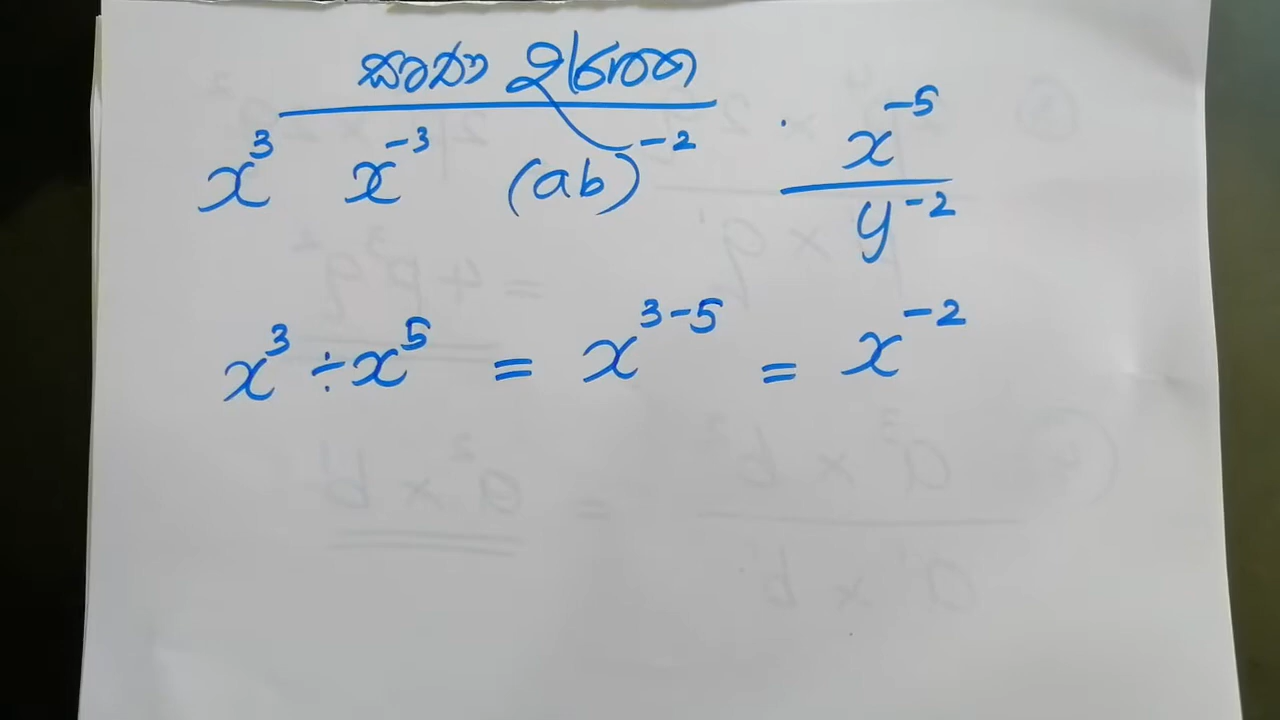 සෘණ දර්ශක
x³ x⁻³ (ab)⁻² x⁻⁵/y⁻²
x³ ÷ x⁵ = x³⁻⁵ = x⁻²